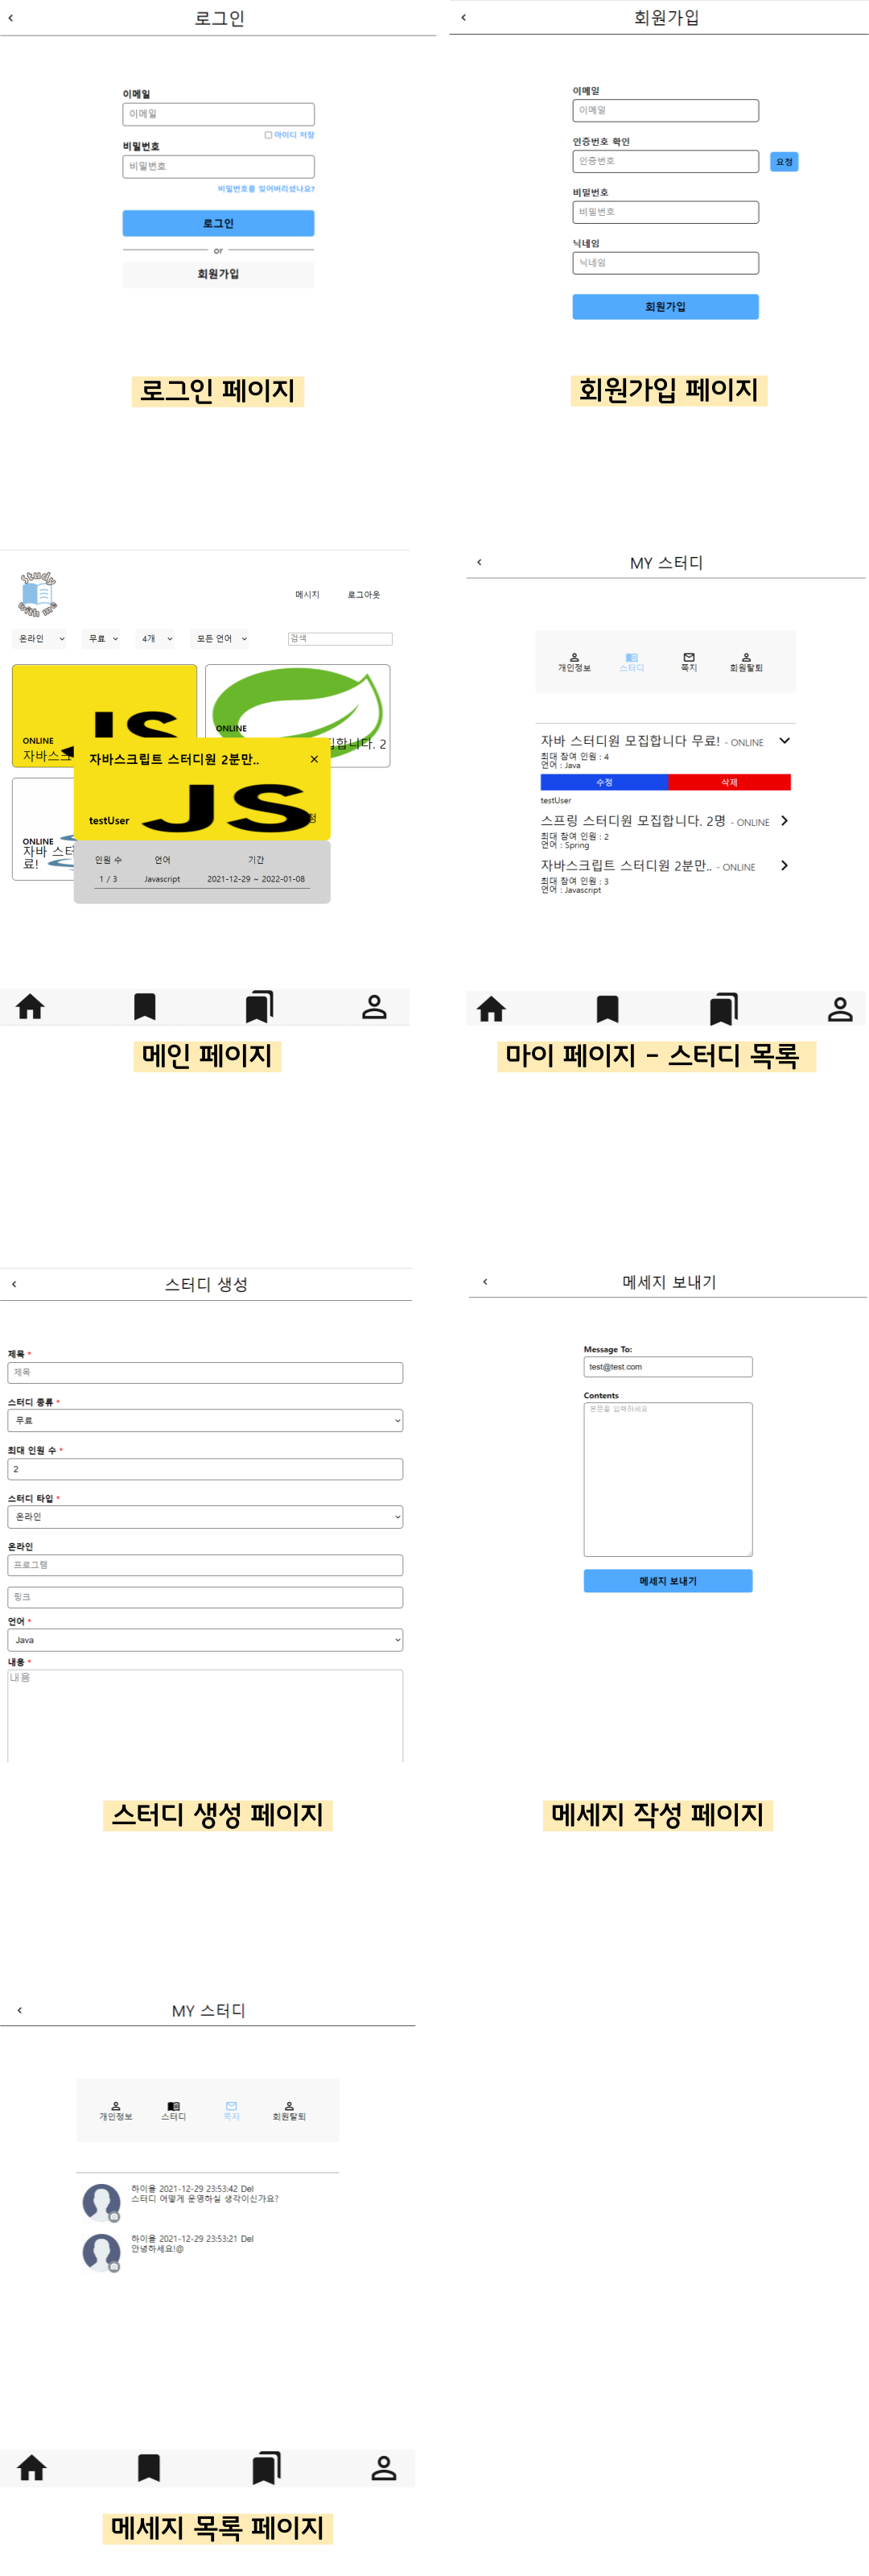 로그인
이메일
이메일
아이디 저장
비밀번호
비밀번호
비밀번호를 잊어버리셨나요?
로그인
or
회원가입
로그인 페이지
회원가입
이메일
이메일
인증번호 확인
인증번호
요청
비밀번호
비밀번호
닉네임
닉네임
회원가입
회원가입 페이지
Study
with me
메시지 로그아웃
온라인 무료 4개 모든 언어 검색
JS
ONLINE
자바스크
ONLINE
집합니다. 2
ONLINE
자바 스터
료!
자바스크립트 스터디원 2분만..
JS
testUser
정
인원 수 언어 기간
1 / 3 Javascript 2021-12-29 ~ 2022-01-08
메인 페이지
MY 스터디
개인정보 스터디 쪽지 회원탈퇴
자바 스터디원 모집합니다 무료! - ONLINE
최대 참여 인원 : 4
언어 : Java
수정 삭제
testUser
스프링 스터디원 모집합니다. 2명 - ONLINE
최대 참여 인원 : 2
언어 : Spring
자바스크립트 스터디원 2분만.. - ONLINE
최대 참여 인원 : 3
언어 : Javascript
마이 페이지 - 스터디 목록
스터디 생성
제목 *
제목
스터디 종류 *
무료
최대 인원 수 *
2
스터디 타입 *
온라인
온라인
프로그램
링크
언어 *
Java
내용 *
내용
스터디 생성 페이지
메세지 보내기
Message To:
test@test.com
Contents
본문을 입력하세요
메세지 보내기
메세지 작성 페이지
MY 스터디
개인정보 스터디 쪽지 회원탈퇴
하이율 2021-12-29 23:53:42 Del
스터디 어떻게 운영하실 생각이신가요?
하이율 2021-12-29 23:53:21 Del
안녕하세요!@
메세지 목록 페이지